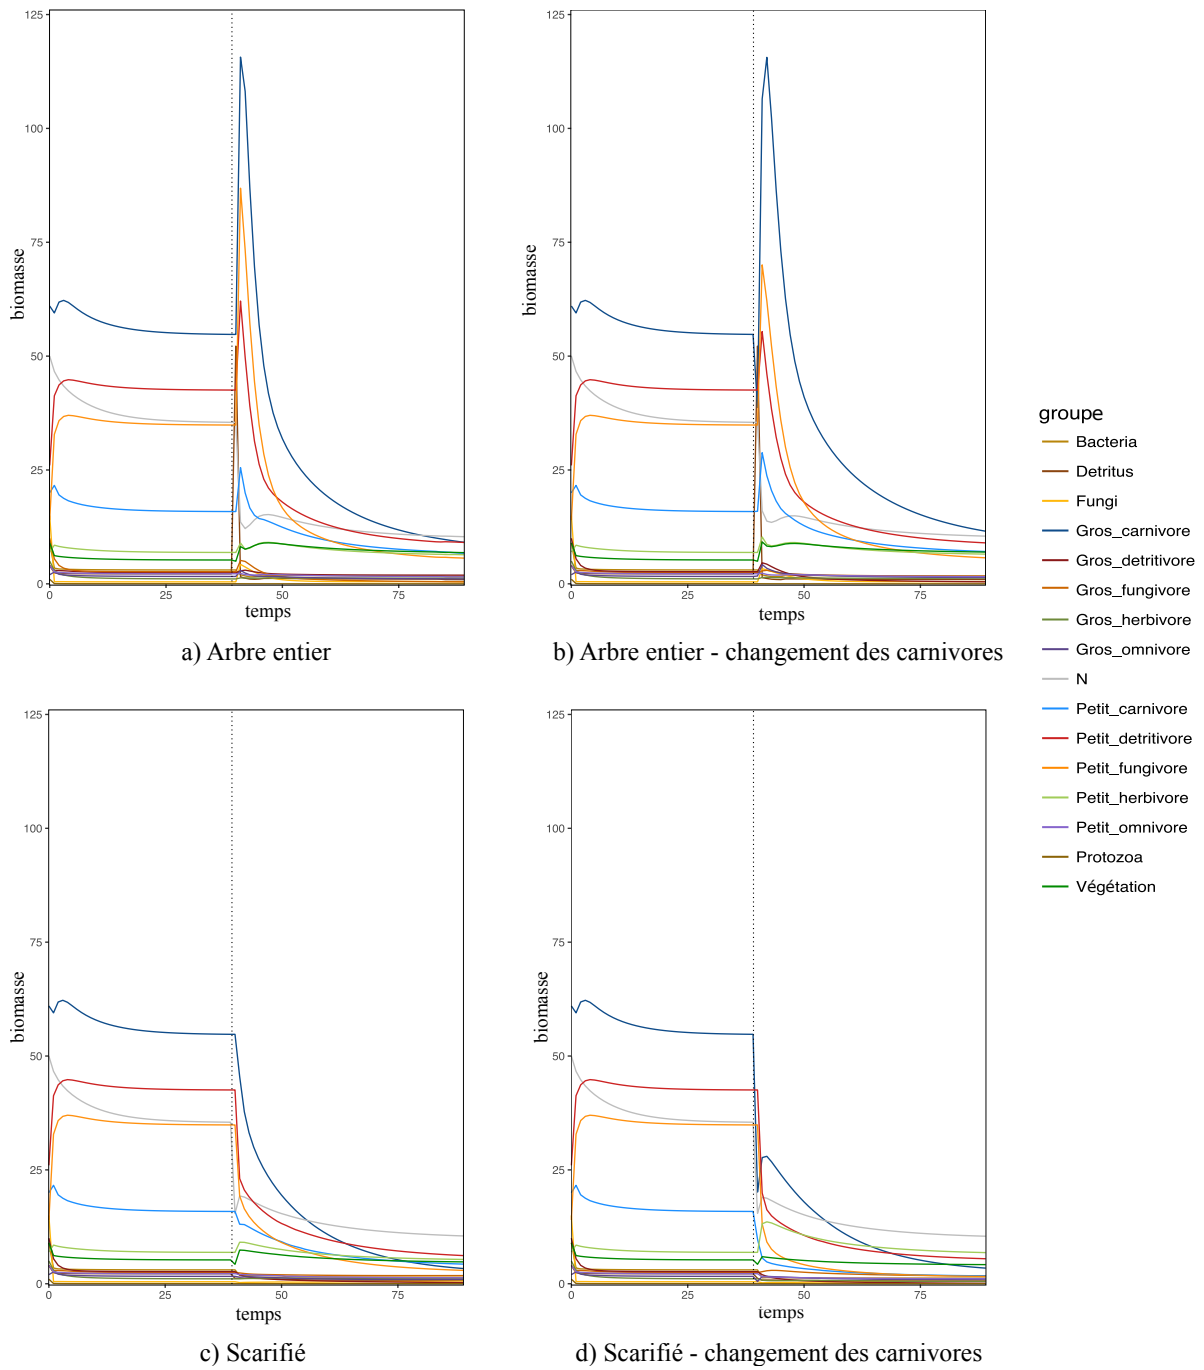 125
100
75
50
25
0
biomasse
0
25
50
75
temps
a) Arbre entier
125
100
75
50
25
0
biomasse
0
25
50
75
temps
b) Arbre entier - changement des carnivores
groupe
Bacteria
Detritus
Fungi
Gros_carnivore
Gros_detritivore
Gros_fungivore
Gros_herbivore
Gros_omnivore
N
Petit_carnivore
Petit_detritivore
Petit_fungivore
Petit_herbivore
Petit_omnivore
Protozoa
Végétation
125
100
75
50
25
0
biomasse
0
25
50
75
temps
c) Scarifié
125
100
75
50
25
0
biomasse
0
25
50
75
temps
d) Scarifié - changement des carnivores